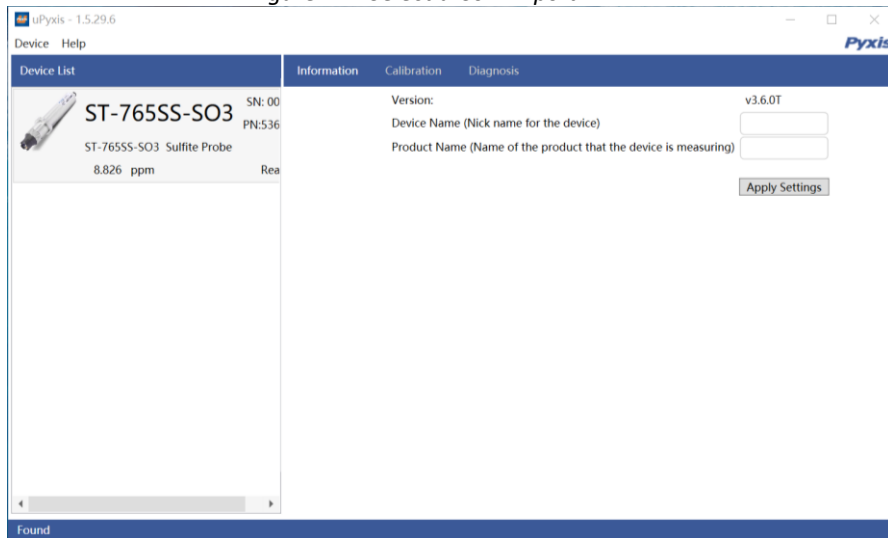 uPyxis - 1.5.29.6
Device Help
Pyxis
Device List
Information Calibration Diagnosis
ST-765SS-SO3
SN: 00
PN:536
ST-765SS-SO3 Sulfite Probe
8.826 ppm
Rea
Version: v3.6.0T
Device Name (Nick name for the device)
Product Name (Name of the product that the device is measuring)
Apply Settings
Found